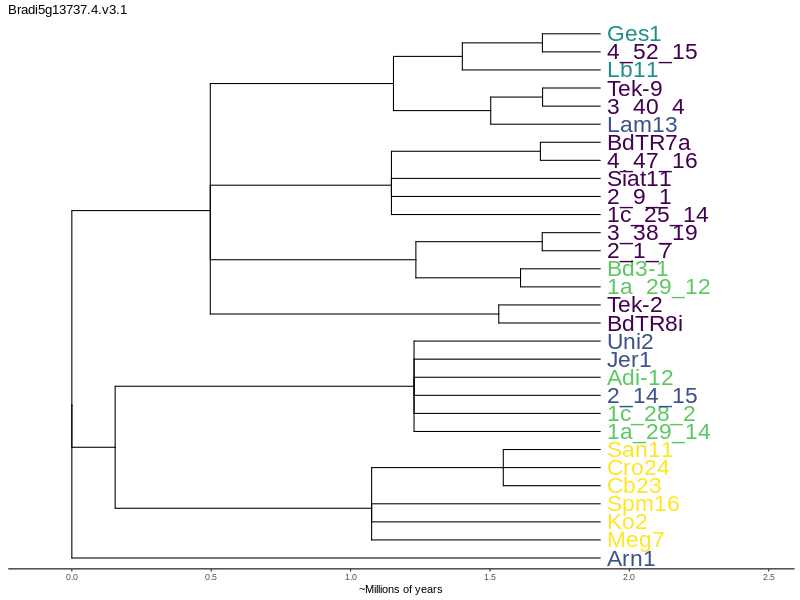 Bradi5g13737.4.v3.1
Ges1
4_52_15
Lb11
Tek-9
3_40_4
Lam13
BdTR7a
4_47_16
Siat11
2_9_1
1c_25_14
3_38_19
2_1_7
Bd3-1
1a_29_12
Tek-2
BdTR8i
Uni2
Jer1
Adi-12
2_14_15
1c_28_2
1a_29_14
San11
Cro24
Cb23
Spm16
Ko2
Meg7
Arn1
0.0 0.5 1.0 1.5 2.0 2.5
~Millions of years